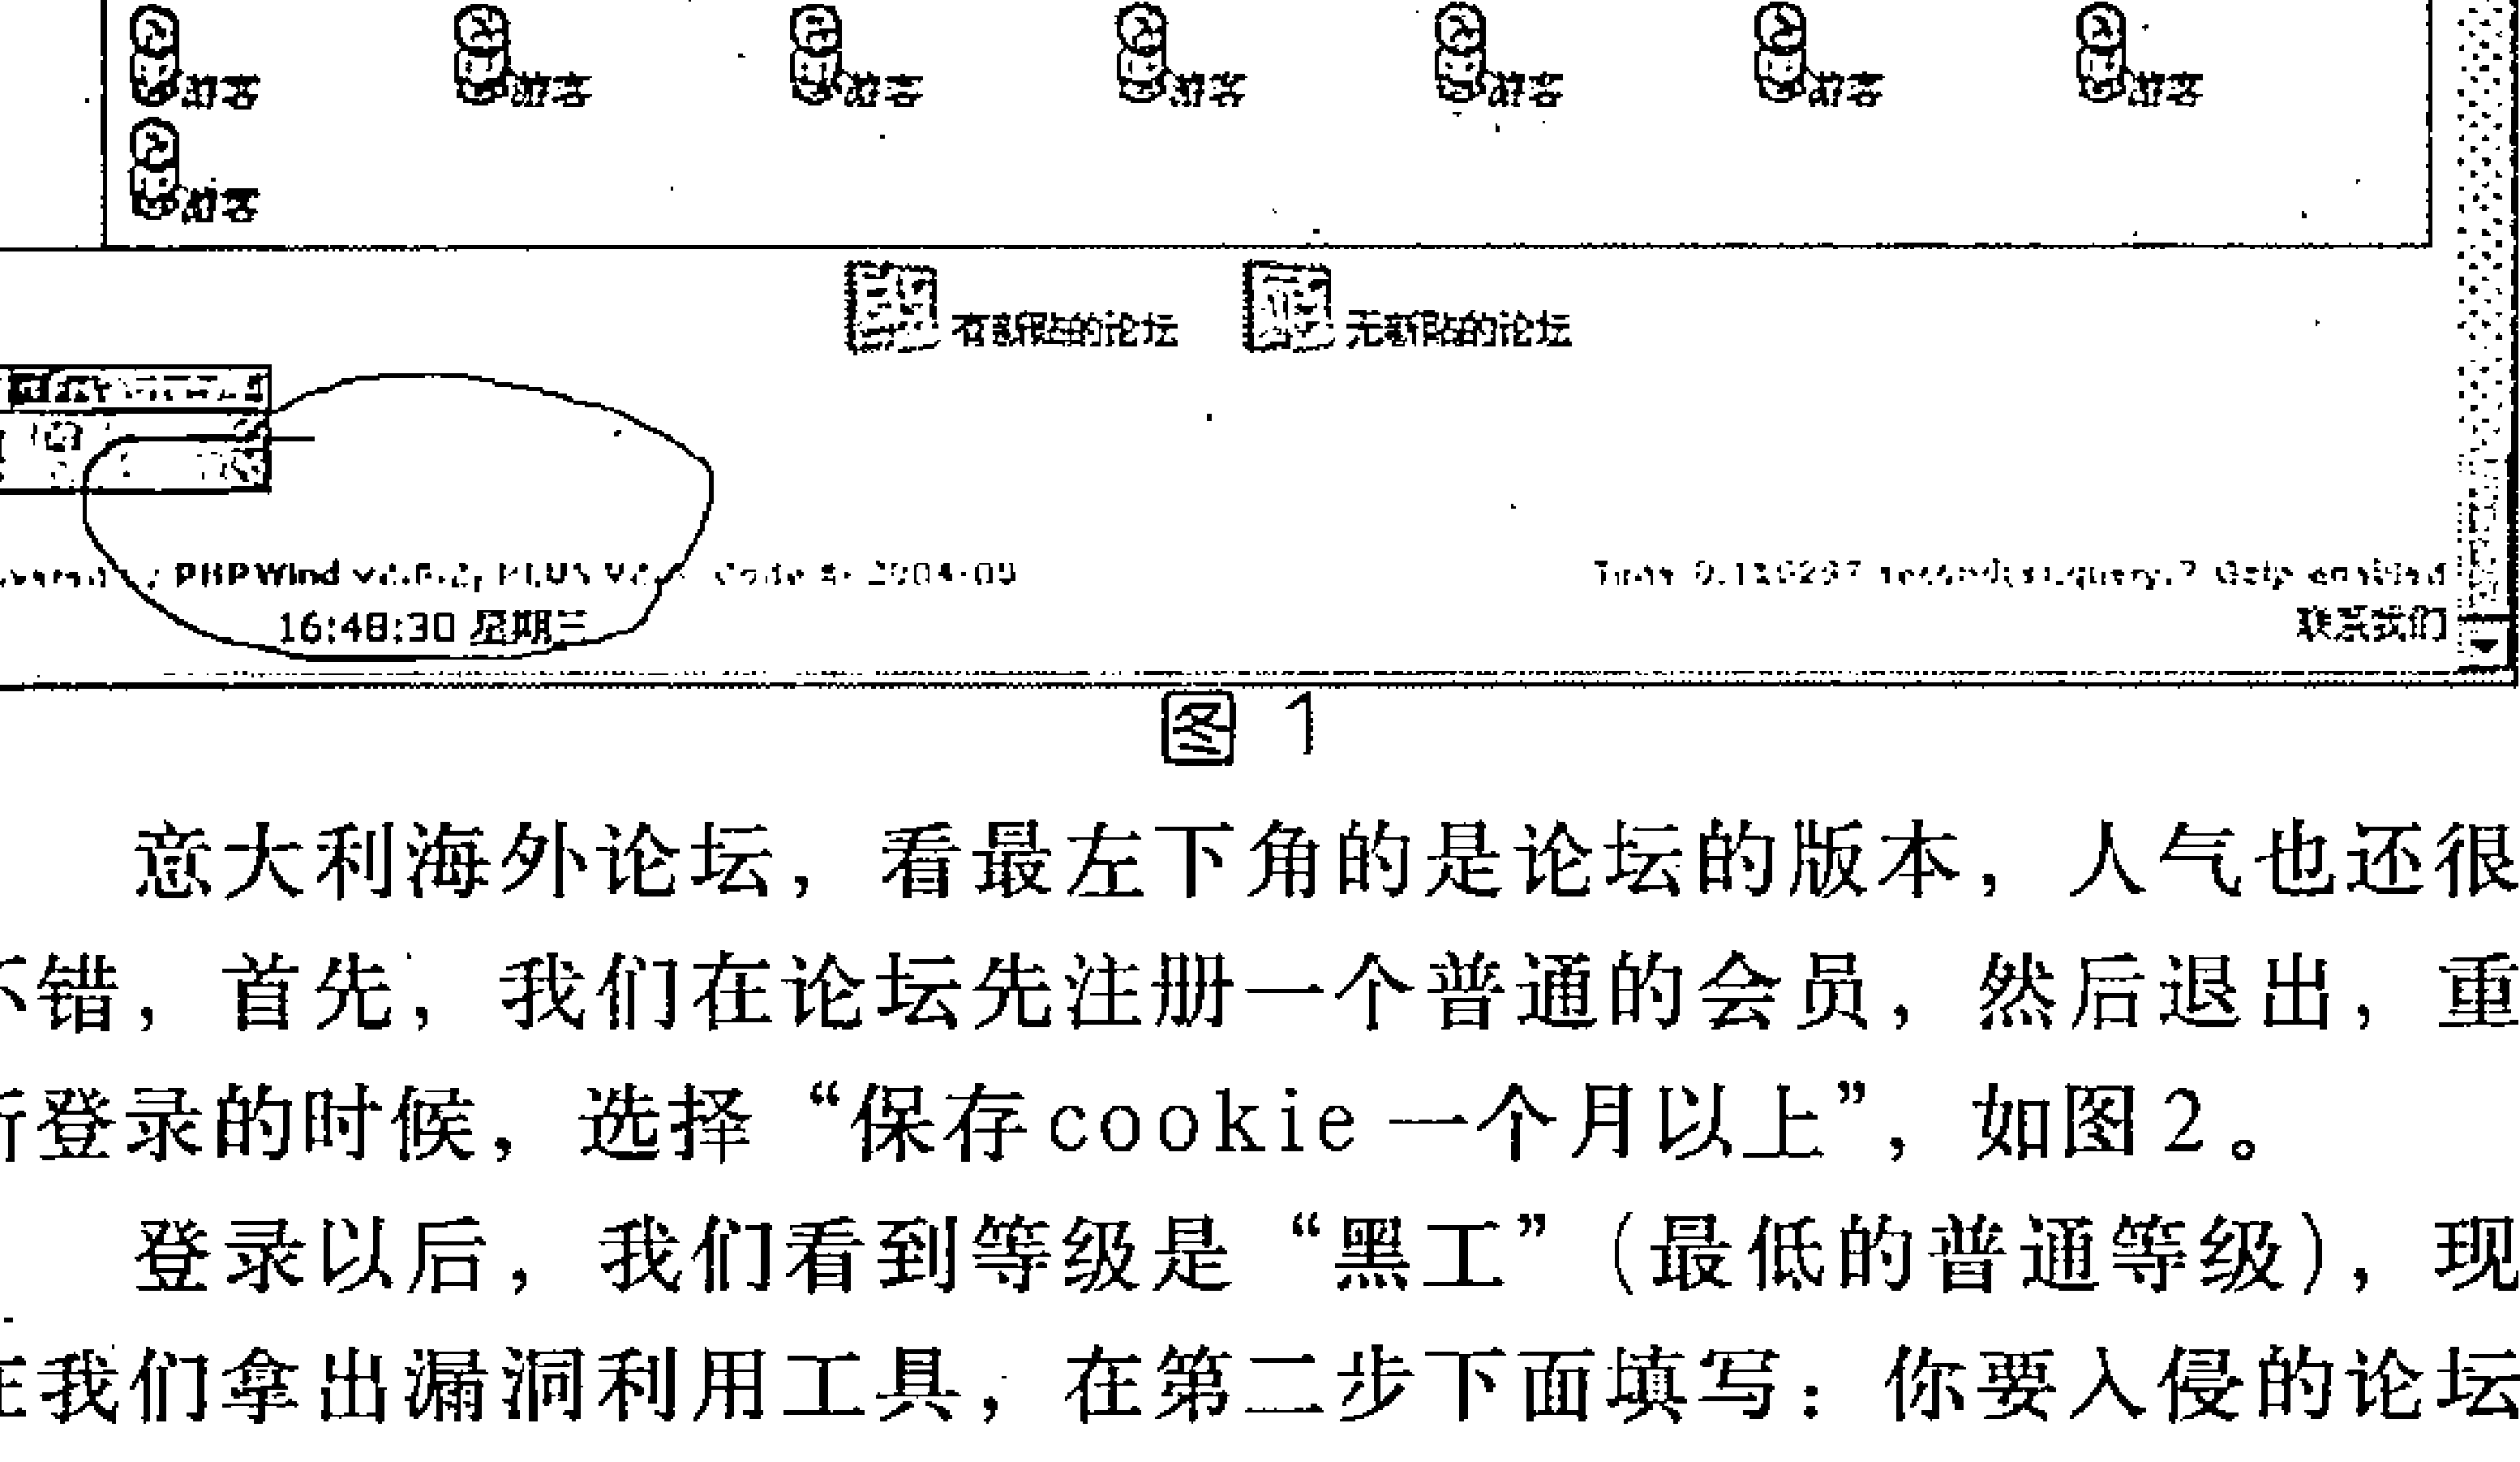 游客 游客 游客 游客 游客 游客 游客
游客
有新贴的论坛 无新贴的论坛
PHPWind
16:48:30 星期三
联系我们
图 1
意大利海外论坛，看最左下角的是论坛的版本，人气也还很
不错，首先，我们在论坛先注册一个普通的会员，然后退出，重
新登录的时候，选择“保存cookie一个月以上”，如图2。
登录以后，我们看到等级是“黑工”(最低的普通等级)，现
在我们拿出漏洞利用工具，在第二步下面填写：你要入侵的论坛